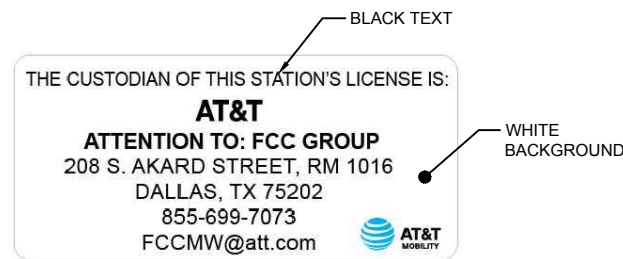 BLACK TEXT
THE CUSTODIAN OF THIS STATION'S LICENSE IS:
AT&T
ATTENTION TO: FCC GROUP
208 S. AKARD STREET, RM 1016
DALLAS, TX 75202
855-699-7073
FCCMW@att.com
AT&T
MOBILITY
WHITE
BACKGROUND